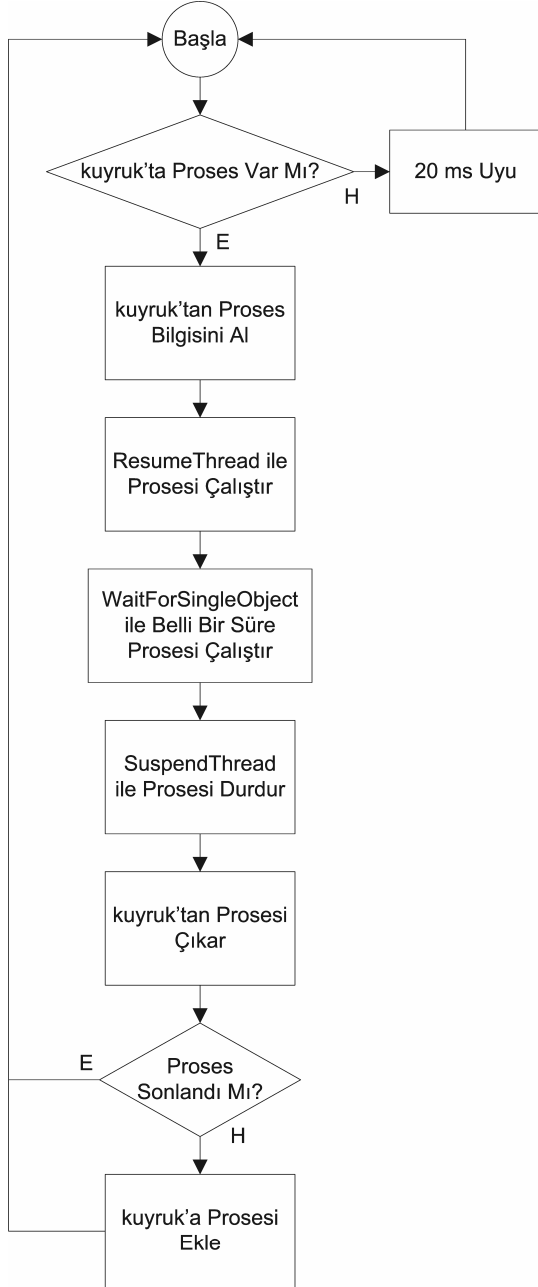 Başla
kuyruk'ta Proses Var Mı?
H
20 ms Uyu
E
kuyruk'tan Proses
Bilgisini Al
ResumeThread ile
Prosesi Çalıştır
WaitForSingleObject
ile Belli Bir Süre
Prosesi Çalıştır
SuspendThread
ile Prosesi Durdur
kuyruk'tan Prosesi
Çıkar
E
Proses
Sonlandı Mı?
H
kuyruk'a Prosesi
Ekle